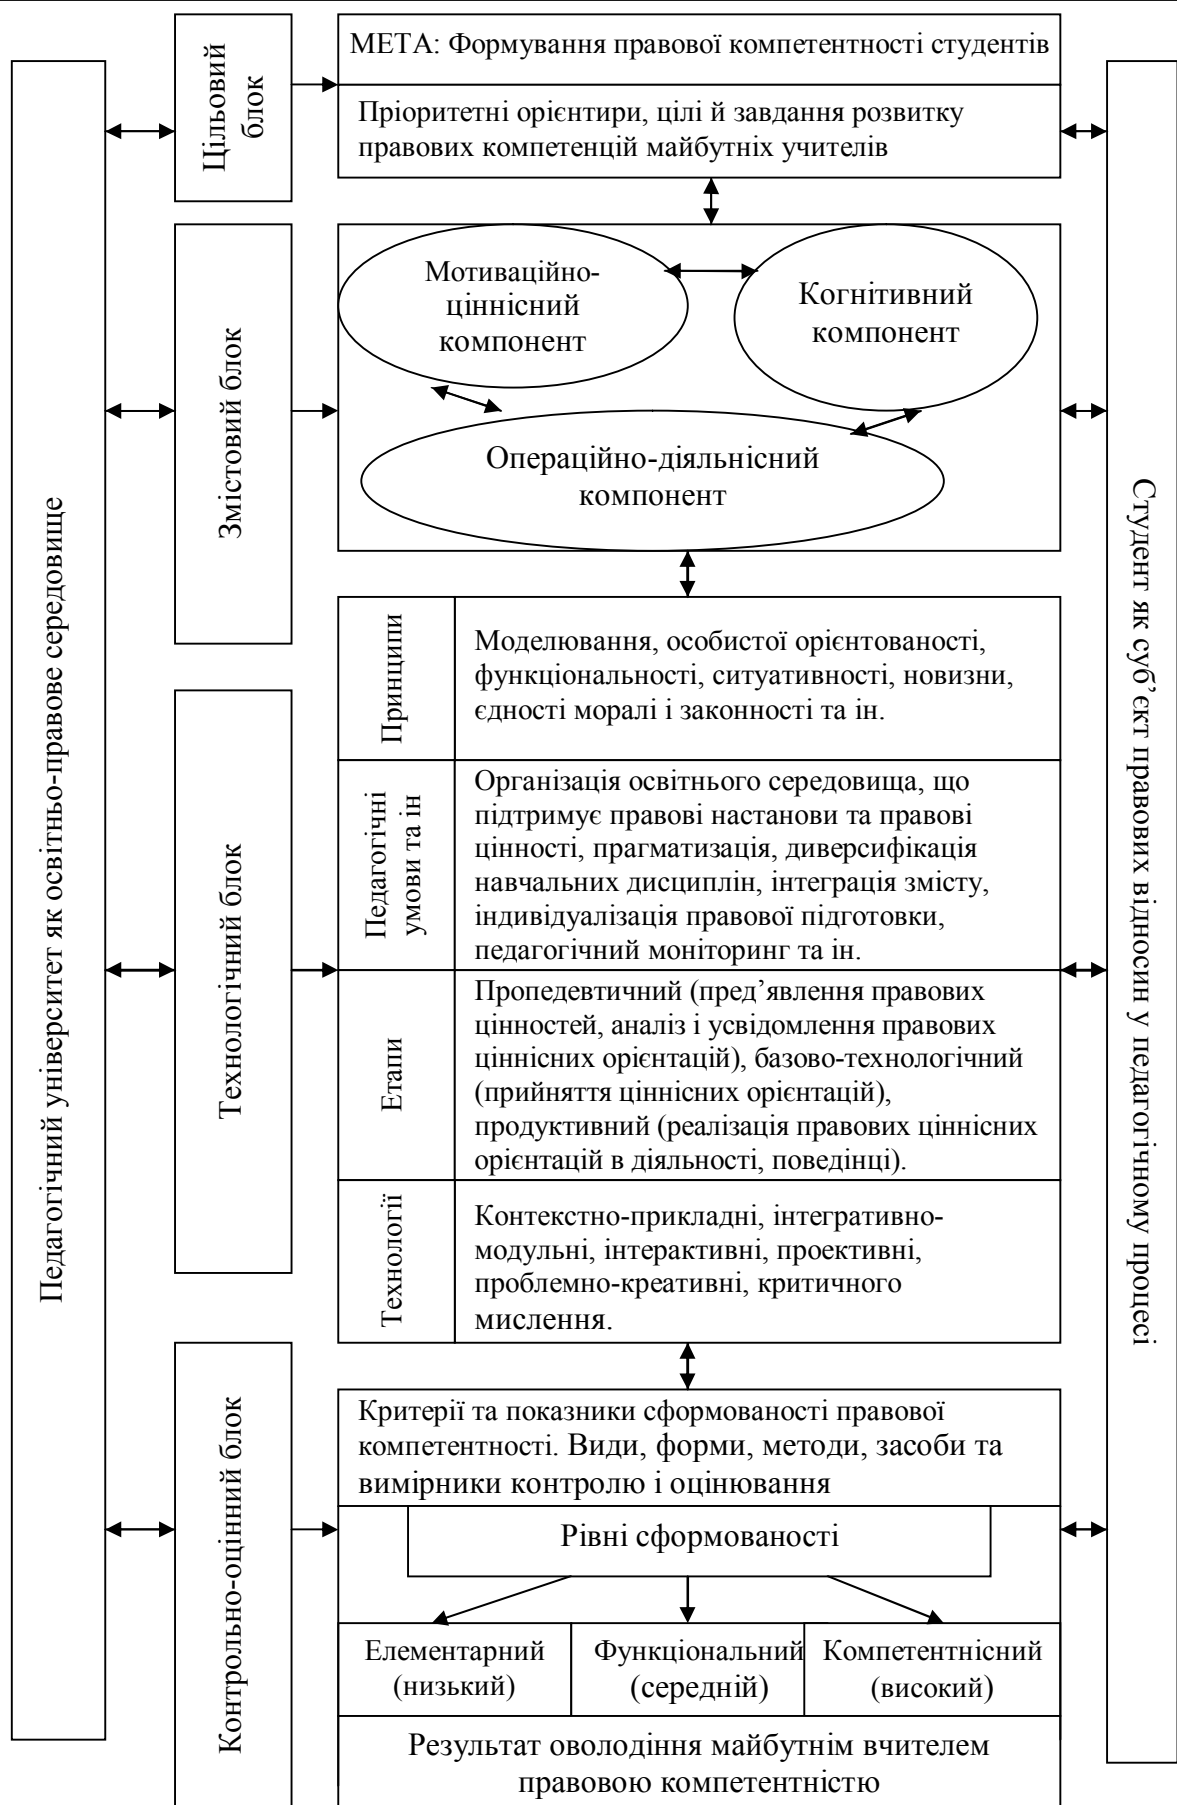 Педагогічний університет як освітньо-правове середовище
Цільовий
блок
МЕТА: Формування правової компетентності студентів
Пріоритетні орієнтири, цілі й завдання розвитку
правових компетенцій майбутніх учителів
Змістовий блок
Мотиваційно-
ціннісний
компонент
Когнітивний
компонент
Операційно-діяльнісний
компонент
Технологічний блок
Принципи
Моделювання, особистої орієнтованості,
функціональності, ситуативності, новизни,
єдності моралі і законності та ін.
Педагогічні
умови та ін
Організація освітнього середовища, що
підтримує правові настанови та правові
цінності, прагматизація, диверсифікація
навчальних дисциплін, інтеграція змісту,
індивідуалізація правової підготовки,
педагогічний моніторинг та ін.
Етапи
Пропедевтичний (пред’явлення правових
цінностей, аналіз і усвідомлення правових
ціннісних орієнтацій), базово-технологічний
(прийняття ціннісних орієнтацій),
продуктивний (реалізація правових ціннісних
орієнтацій в діяльності, поведінці).
Технології
Контекстно-прикладні, інтегративно-
модульні, інтерактивні, проективні,
проблемно-креативні, критичного
мислення.
Контрольно-оцінний блок
Критерії та показники сформованості правової
компетентності. Види, форми, методи, засоби та
вимірники контролю і оцінювання
Рівні сформованості
Елементарний
(низький)
Функціональний
(середній)
Компетентнісний
(високий)
Результат оволодіння майбутнім вчителем
правовою компетентністю
Студент як суб’єкт правових відносин у педагогічному процесі